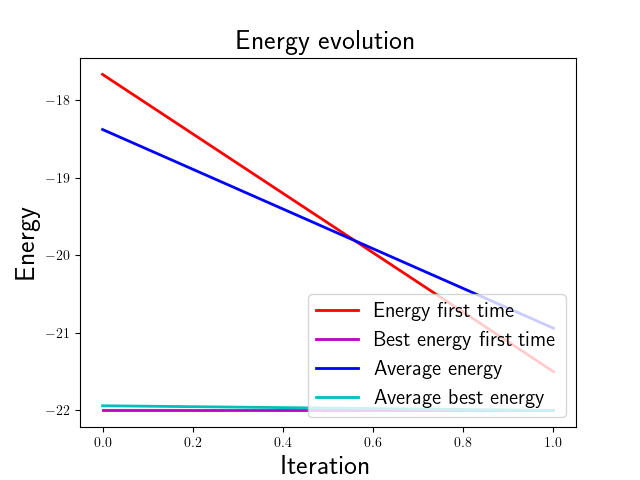 Energy evolution
Energy
−18
−19
−20
−21
−22
Energy first time
Best energy first time
Average energy
Average best energy
0.0 0.2 0.4 0.6 0.8 1.0
Iteration